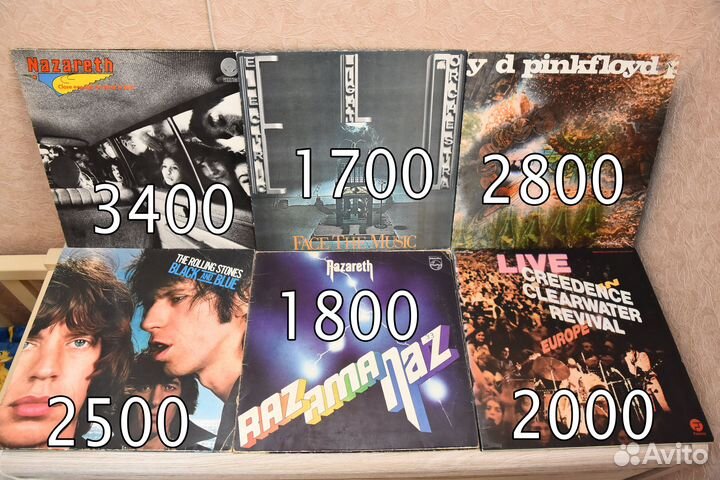 Nazareth
3400
ELECTRIC
LIGHT
ORCHESTRA
1700
FACE THE MUSIC
y d pinkfloyd p
2800
THE ROLLING STONES
BLACK AND BLUE
2500
Nazareth
PHILIPS
1800
RAZAMANAZ
LIVE
CREEDENCE
CLEARWATER
REVIVAL
EUROPE
2000
Avito